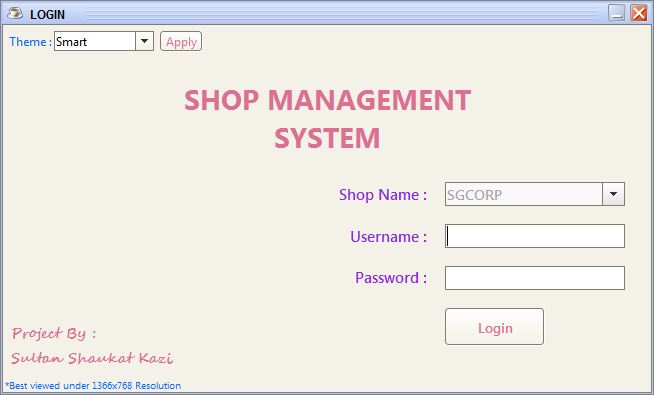 LOGIN
Theme : Smart Apply
SHOP MANAGEMENT
SYSTEM
Shop Name : SGCORP
Username :
Password :
Login
Project By :
Sultan Shaukat Kazi
*Best viewed under 1366x768 Resolution